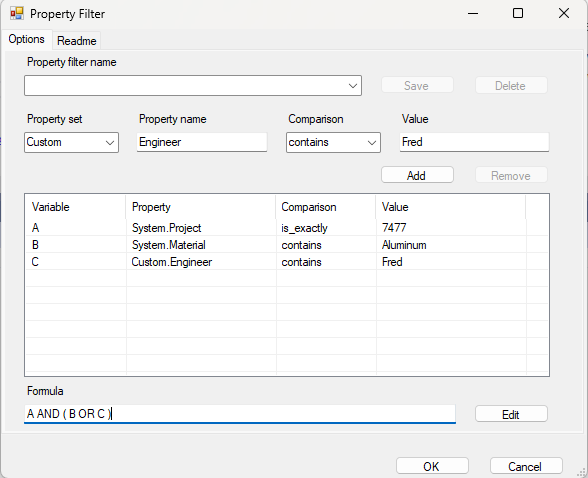 Property Filter
Options Readme
Property filter name
Save Delete
Property set Property name Comparison Value
Custom Engineer contains Fred
Add Remove
Variable Property Comparison Value
A System.Project is_exactly 7477
B System.Material contains Aluminum
C Custom.Engineer contains Fred
Formula
A AND ( B OR C )
Edit
OK Cancel